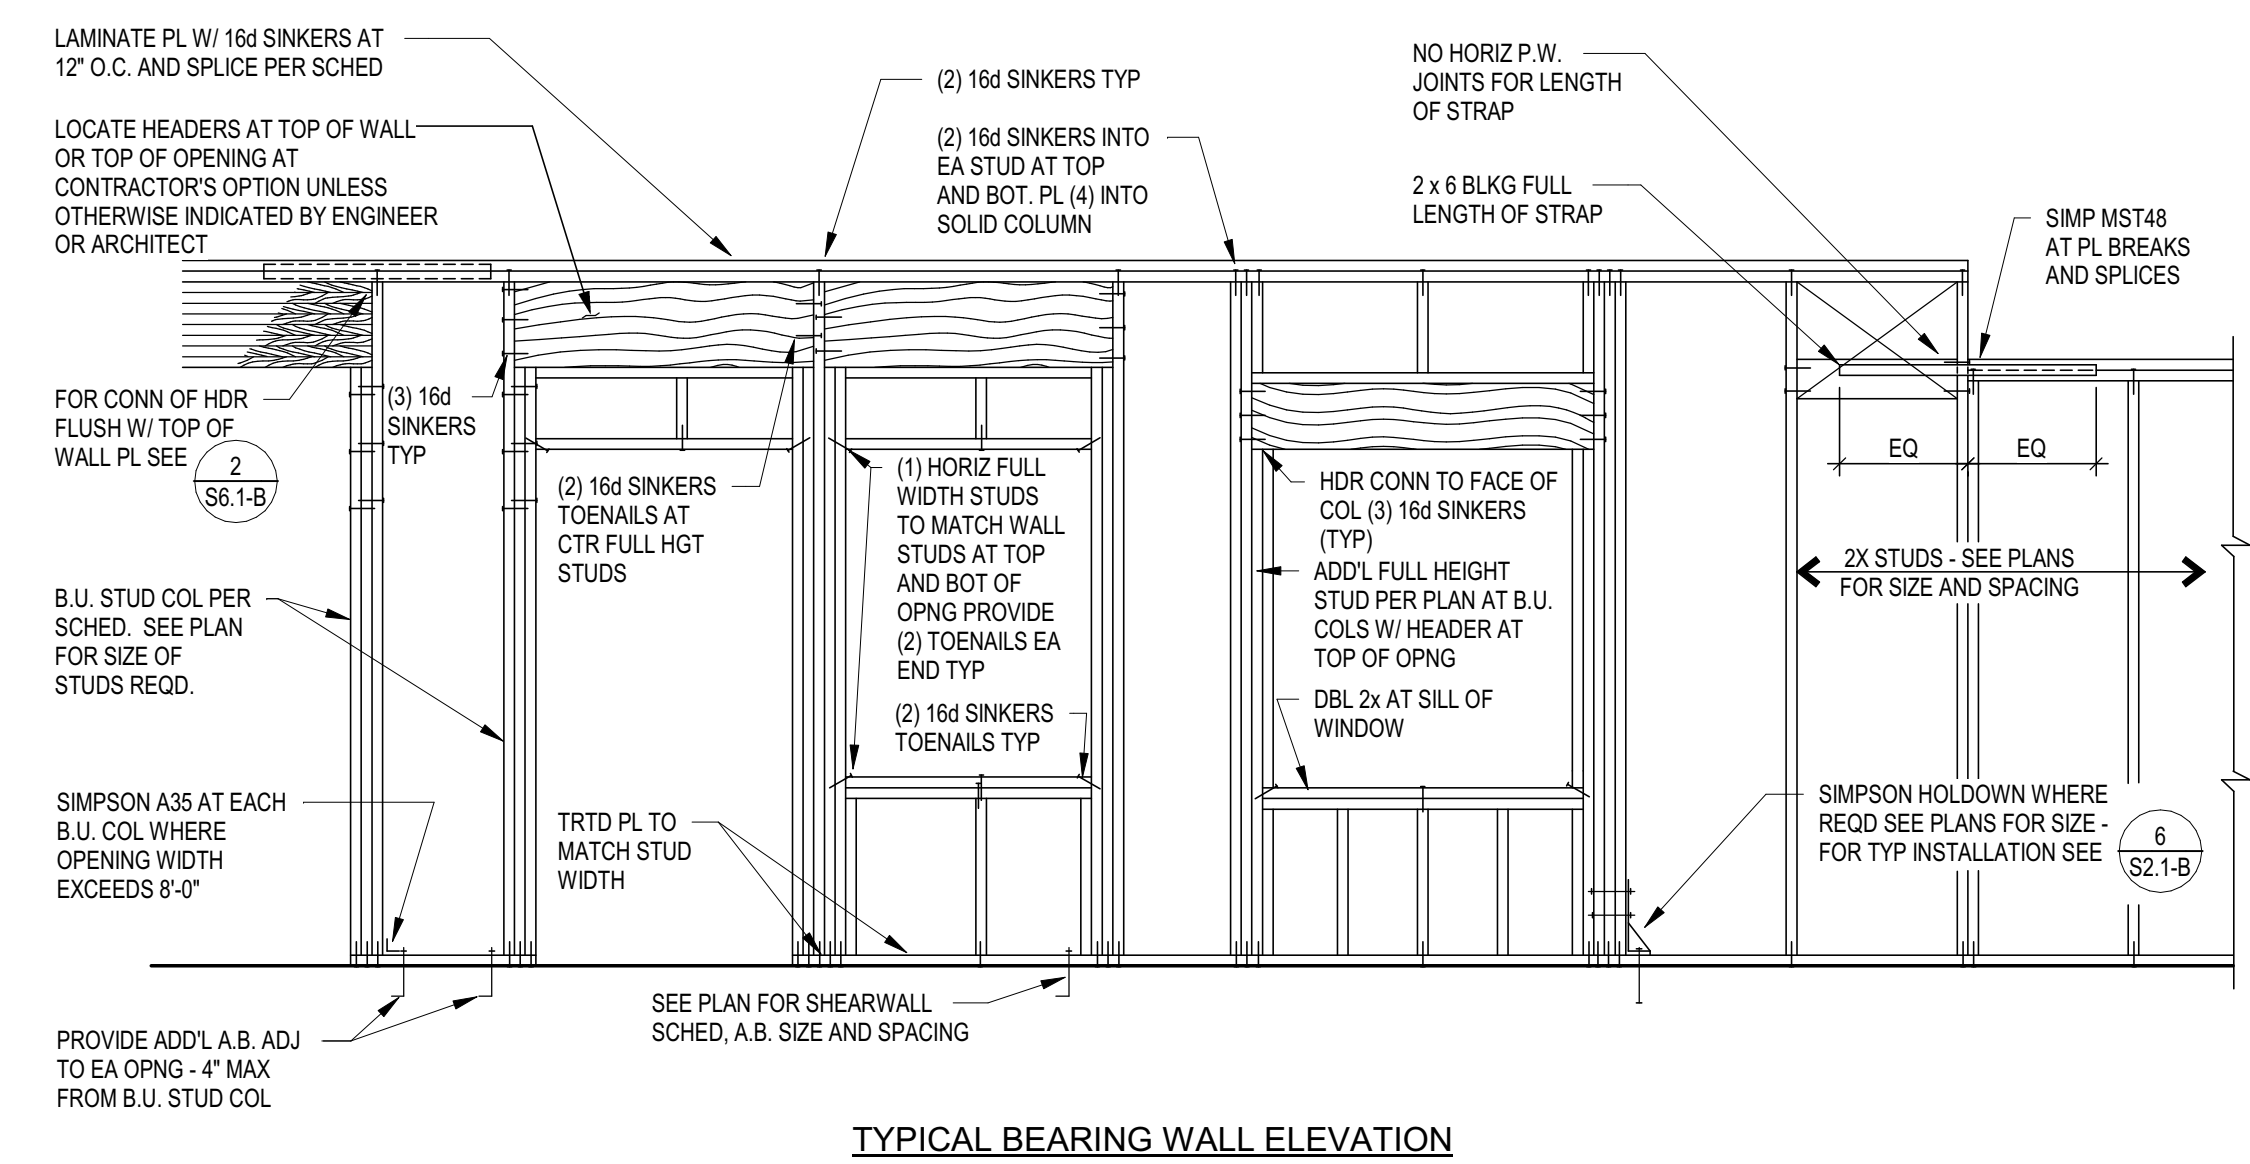 LAMINATE PL W/ 16d SINKERS AT
12" O.C. AND SPLICE PER SCHED
LOCATE HEADERS AT TOP OF WALL
OR TOP OF OPENING AT
CONTRACTOR'S OPTION UNLESS
OTHERWISE INDICATED BY ENGINEER
OR ARCHITECT
(2) 16d SINKERS TYP
(2) 16d SINKERS INTO
EA STUD AT TOP
AND BOT. PL (4) INTO
SOLID COLUMN
NO HORIZ P.W.
JOINTS FOR LENGTH
OF STRAP
2 x 6 BLKG FULL
LENGTH OF STRAP
SIMP MST48
AT PL BREAKS
AND SPLICES
FOR CONN OF HDR
FLUSH W/ TOP OF
WALL PL SEE
2
S6.1-B
(3) 16d
SINKERS
TYP
(2) 16d SINKERS
TOENAILS AT
CTR FULL HGT
STUDS
(1) HORIZ FULL
WIDTH STUDS
TO MATCH WALL
STUDS AT TOP
AND BOT OF
OPNG PROVIDE
(2) TOENAILS EA
END TYP
(2) 16d SINKERS
TOENAILS TYP
HDR CONN TO FACE OF
COL (3) 16d SINKERS
(TYP)
ADD'L FULL HEIGHT
STUD PER PLAN AT B.U.
COLS W/ HEADER AT
TOP OF OPNG
DBL 2x AT SILL OF
WINDOW
EQ
EQ
2X STUDS - SEE PLANS
FOR SIZE AND SPACING
B.U. STUD COL PER
SCHED. SEE PLAN
FOR SIZE OF
STUDS REQD.
SIMPSON A35 AT EACH
B.U. COL WHERE
OPENING WIDTH
EXCEEDS 8'-0"
TRTD PL TO
MATCH STUD
WIDTH
SIMPSON HOLDOWN WHERE
REQD SEE PLANS FOR SIZE -
FOR TYP INSTALLATION SEE
6
S2.1-B
PROVIDE ADD'L A.B. ADJ
TO EA OPNG - 4" MAX
FROM B.U. STUD COL
SEE PLAN FOR SHEARWALL
SCHED, A.B. SIZE AND SPACING
TYPICAL BEARING WALL ELEVATION